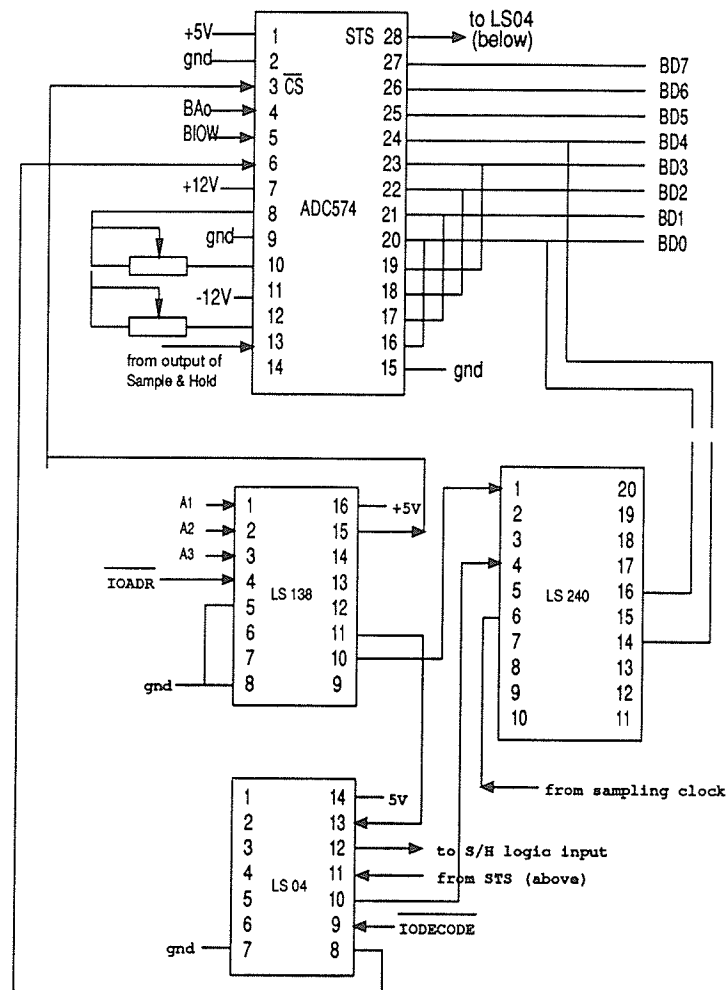 +5V 1 STS 28 to LS04
(below)
gnd 2 27 BD7
3 CS 26 BD6
BAo 4 25 BD5
BIOW 5 24 BD4
6 23 BD3
+12V 7 22 BD2
ADC574
8 21 BD1
gnd 9 20 BD0
10 19
-12V 11 18
12 17
13 16
from output of
Sample & Hold
14 15 gnd
A1 1 16 +5V
A2 2 15
A3 3 14
IOADR 4 13
LS 138
5 12
6 11
7 10
gnd 8 9
1 20
2 19
3 18
4 17
5 LS 240 16
6 15
7 14
8 13
9 12
10 11
from sampling clock
1 14 5V
2 13
3 12 to S/H logic input
4 11 from STS (above)
LS 04
5 10
6 9 IODECODE
gnd 7 8